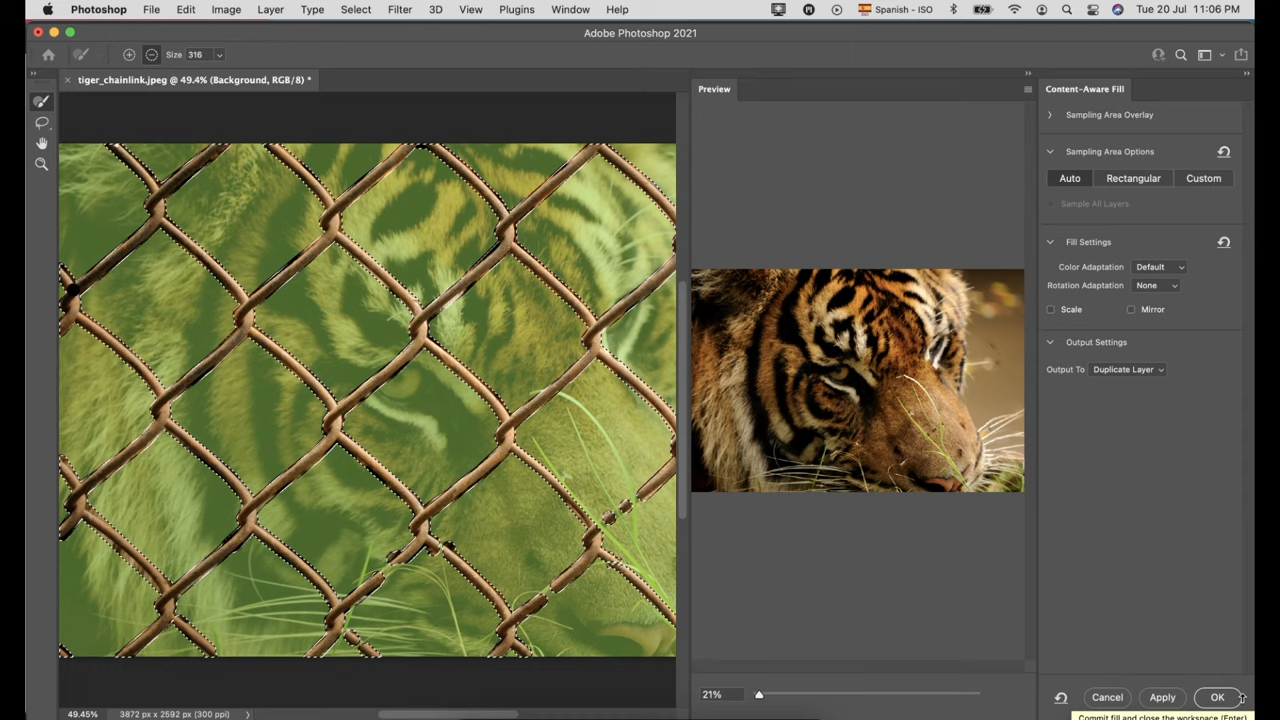 Photoshop File Edit Image Layer Type Select Filter 3D View Plugins Window Help Spanish - ISO Tue 20 Jul 11:06 PM
Adobe Photoshop 2021
Size 316
tiger_chainlink.jpeg @ 49.4% (Background, RGB/8) *
Preview
Content-Aware Fill
Sampling Area Overlay
Sampling Area Options
Auto Rectangular Custom
Sample All Layers
Fill Settings
Color Adaptation Default
Rotation Adaptation None
Scale Mirror
Output Settings
Output To Duplicate Layer
21%
Cancel Apply OK
49.45% 3872 px x 2592 px (300 ppi)
Commit fill and close the workspace (Enter)